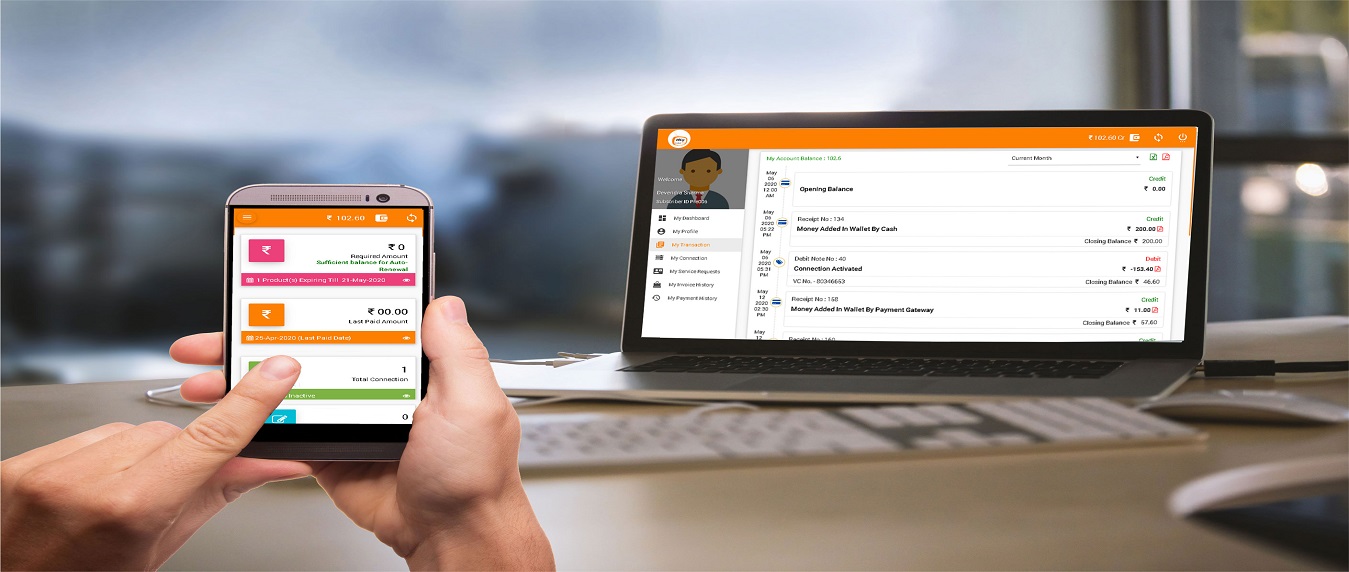 ₹ 102.60
₹ 0
Required Amount
Sufficient balance for Auto-
Renewal
1 Product(s) Expiring Till 21-May-2020
₹ 00.00
Last Paid Amount
25-Apr-2020 (Last Paid Date)
1
Total Connection
Inactive
0
My
₹ 102.60 Cr
Welcome
Subscriber ID
My Dashboard
My Profile
My Transaction
My Connection
My Service Requests
My Invoice History
My Payment History
My Account Balance : 102.6
Current Month
May
06
2020
12:00
AM
Credit
Opening Balance
₹ 0.00
May
06
2020
05:22
PM
Receipt No : 134
Credit
Money Added In Wallet By Cash
₹ 200.00
Closing Balance ₹ 200.00
May
06
2020
05:31
PM
Debit Note No : 40
Debit
Connection Activated
₹ -153.40
VC No. - 80346653
Closing Balance ₹ 46.60
May
12
2020
02:30
PM
Receipt No : 158
Credit
Money Added In Wallet By Payment Gateway
₹ 11.00
Closing Balance ₹ 57.60
May
12
Receipt No : 160
Credit